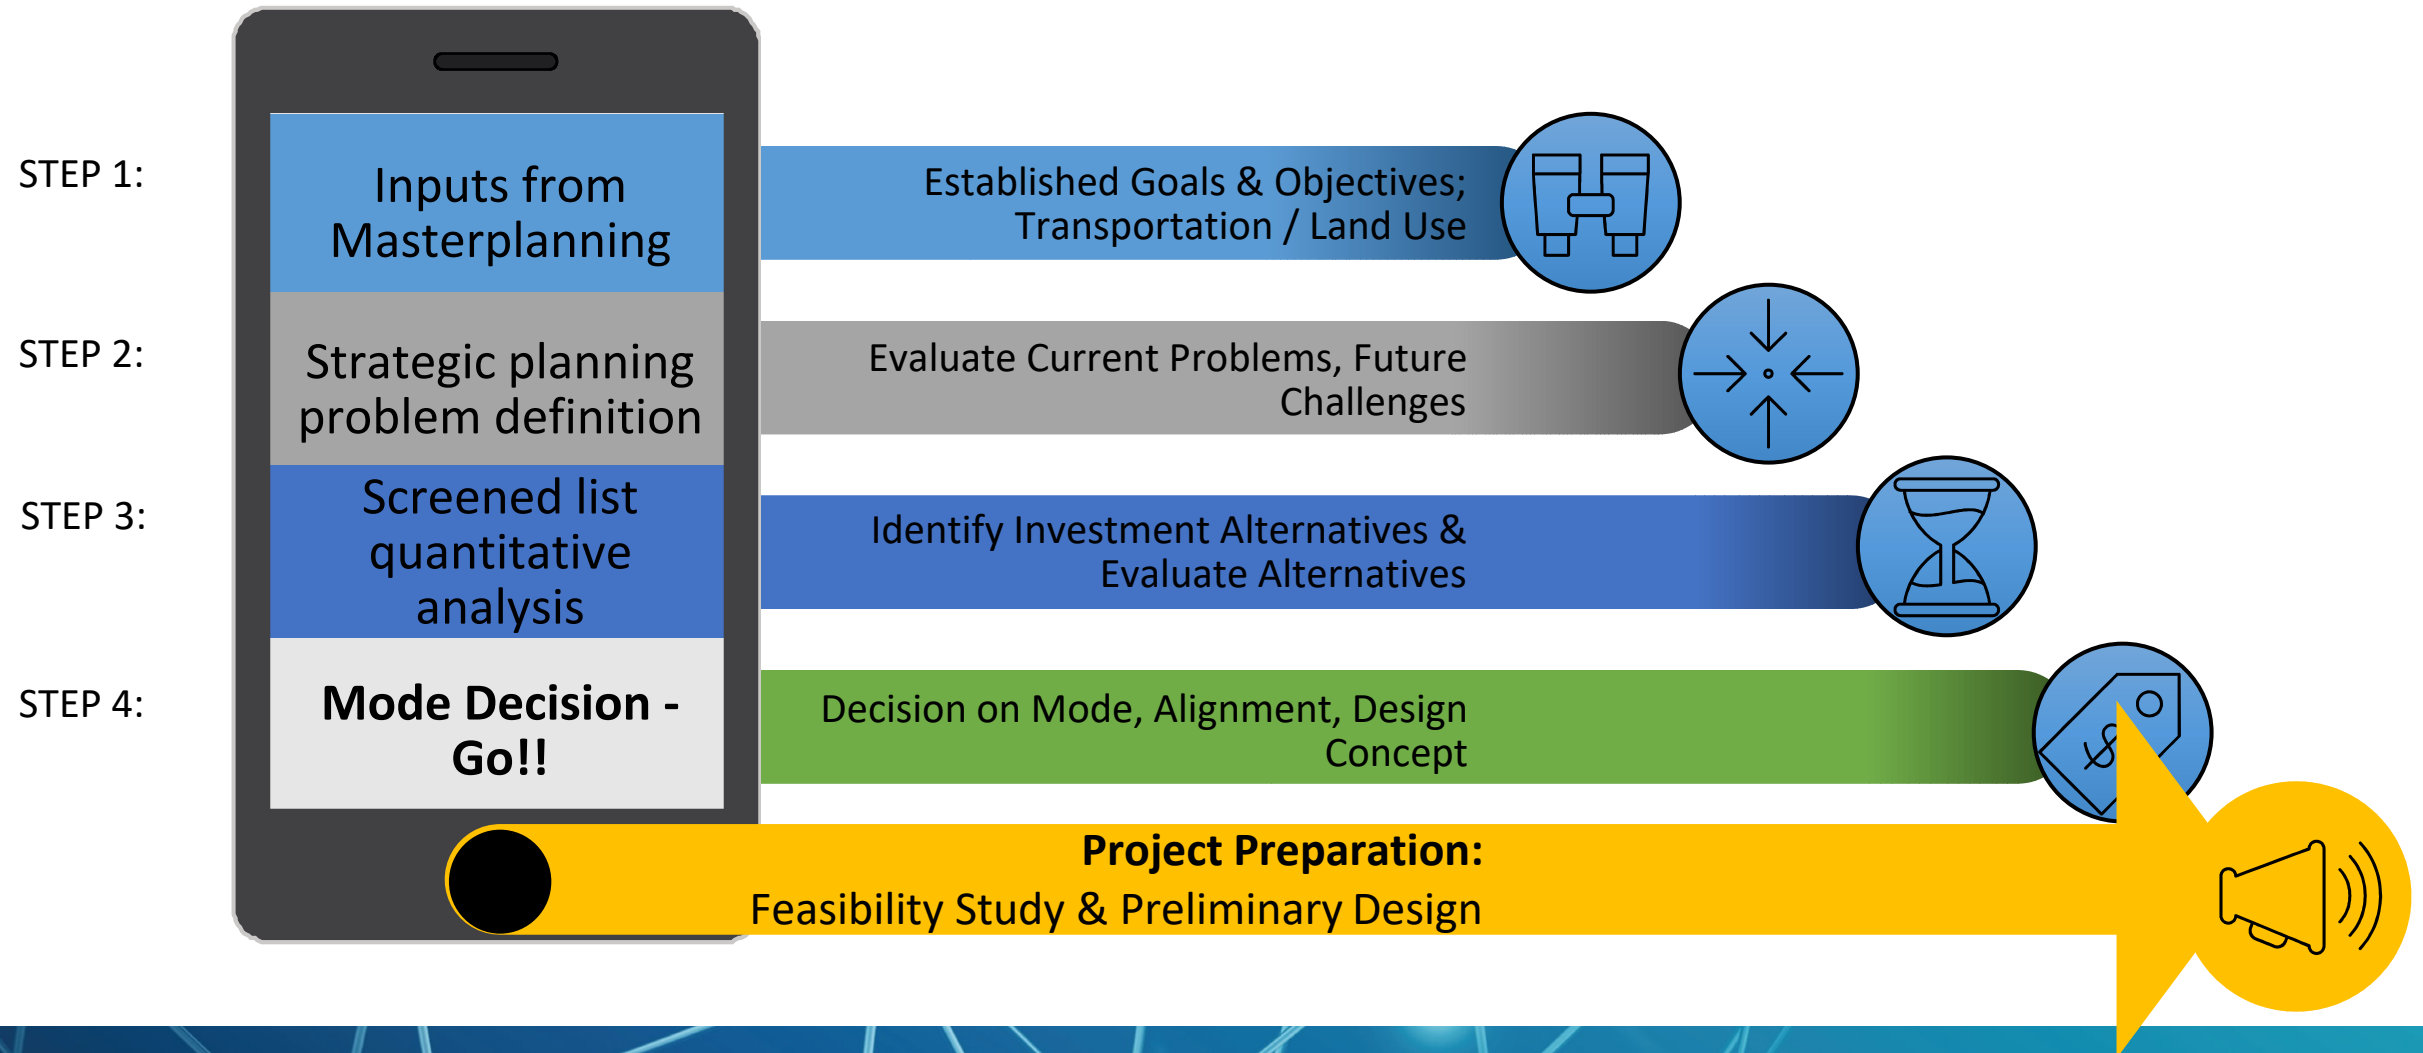 STEP 1:
Inputs from
Masterplanning
Established Goals & Objectives;
Transportation / Land Use
STEP 2:
Strategic planning
problem definition
Evaluate Current Problems, Future
Challenges
STEP 3:
Screened list
quantitative
analysis
Identify Investment Alternatives &
Evaluate Alternatives
STEP 4:
Mode Decision -
Go!!
Decision on Mode, Alignment, Design
Concept
$
Project Preparation:
Feasibility Study & Preliminary Design